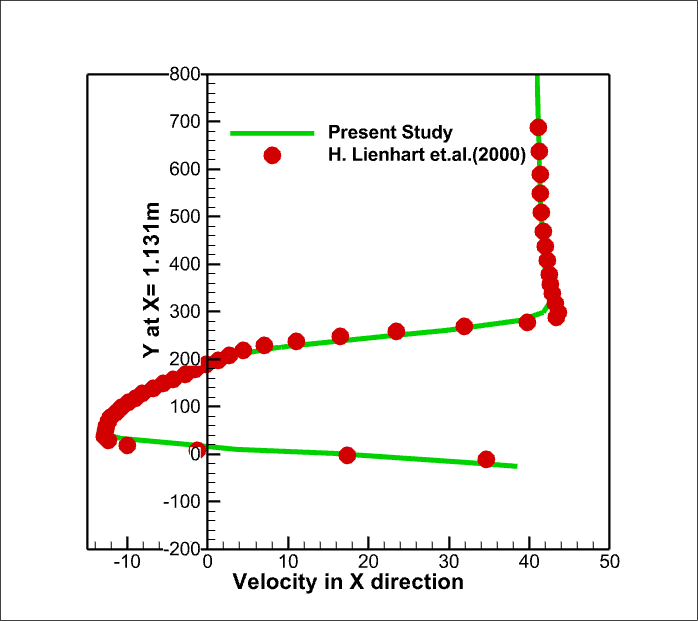 800
700
600
500
400
300
200
100
0
-100
-200
Y at X= 1.131m
Present Study
H. Lienhart et.al.(2000)
-10 0 10 20 30 40 50
Velocity in X direction